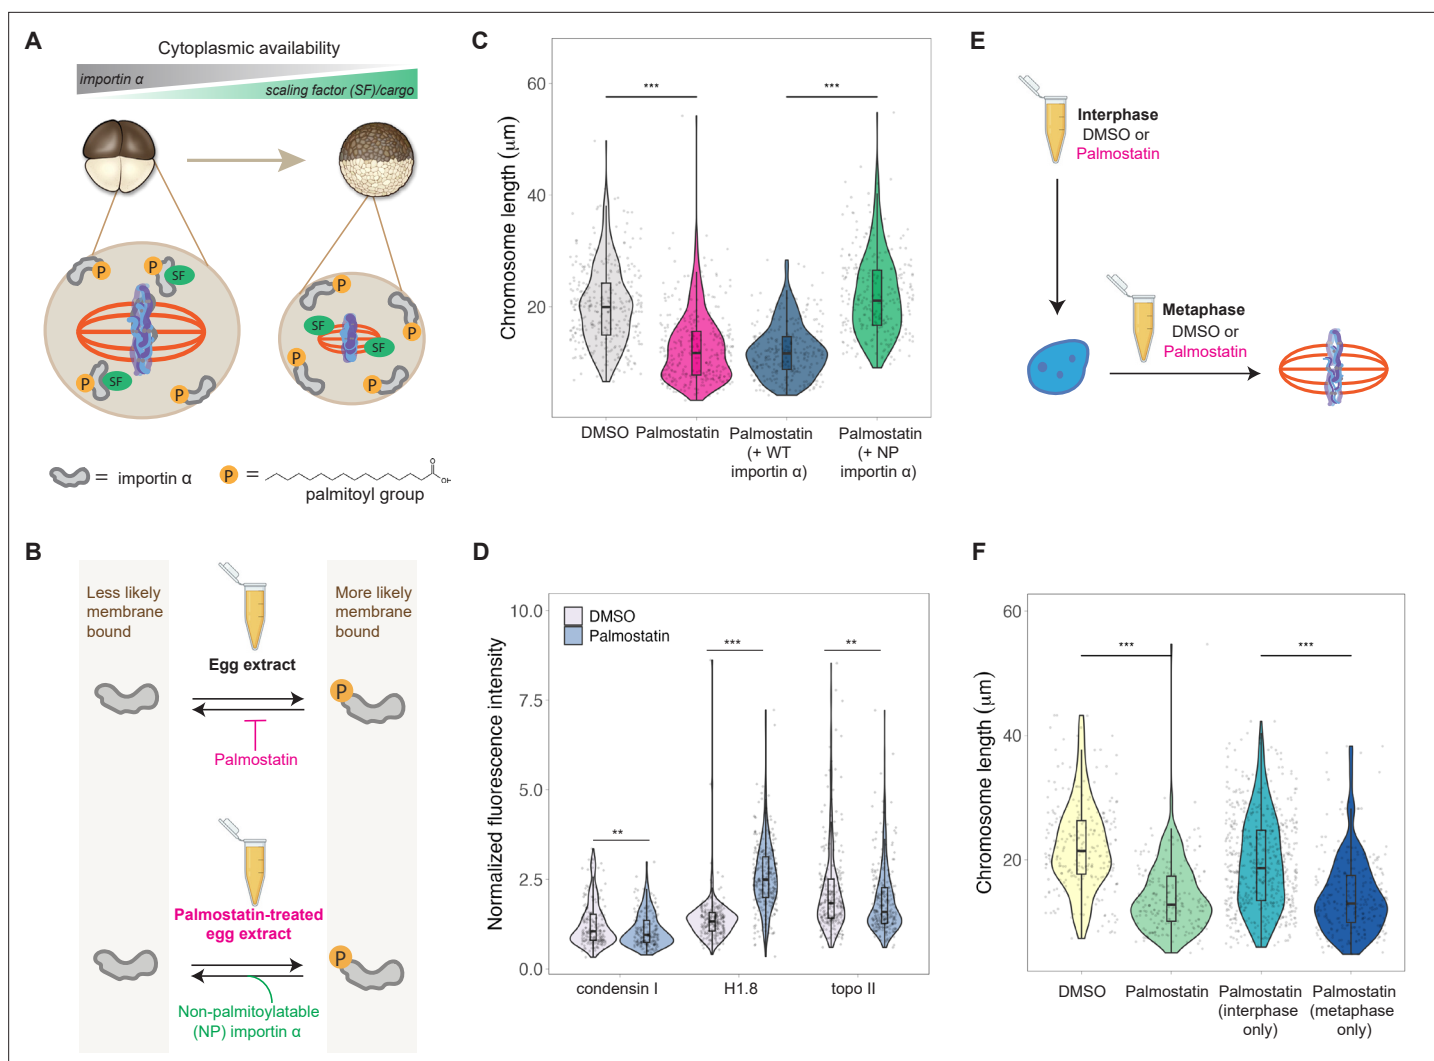 A
Cytoplasmic availability
importin α
scaling factor (SF)/cargo
P
P
SF
P
SF
P
P
P
SF
SF
P
P
P
= importin α
P = palmitoyl group
O
OH
B
Less likely
membrane
bound
More likely
membrane
bound
Egg extract
P
Palmostatin
Palmostatin-treated
egg extract
P
Non-palmitoylatable
(NP) importin α
C
Chromosome length (μm)
60
40
20
***
***
DMSO
Palmostatin
Palmostatin
(+ WT
importin α)
Palmostatin
(+ NP
importin α)
D
Normalized fluorescence intensity
10.0
7.5
5.0
2.5
0.0
DMSO
Palmostatin
**
***
**
condensin I
H1.8
topo II
E
Interphase
DMSO or
Palmostatin
Metaphase
DMSO or
Palmostatin
F
Chromosome length (μm)
60
40
20
***
***
DMSO
Palmostatin
Palmostatin
(interphase
only)
Palmostatin
(metaphase
only)